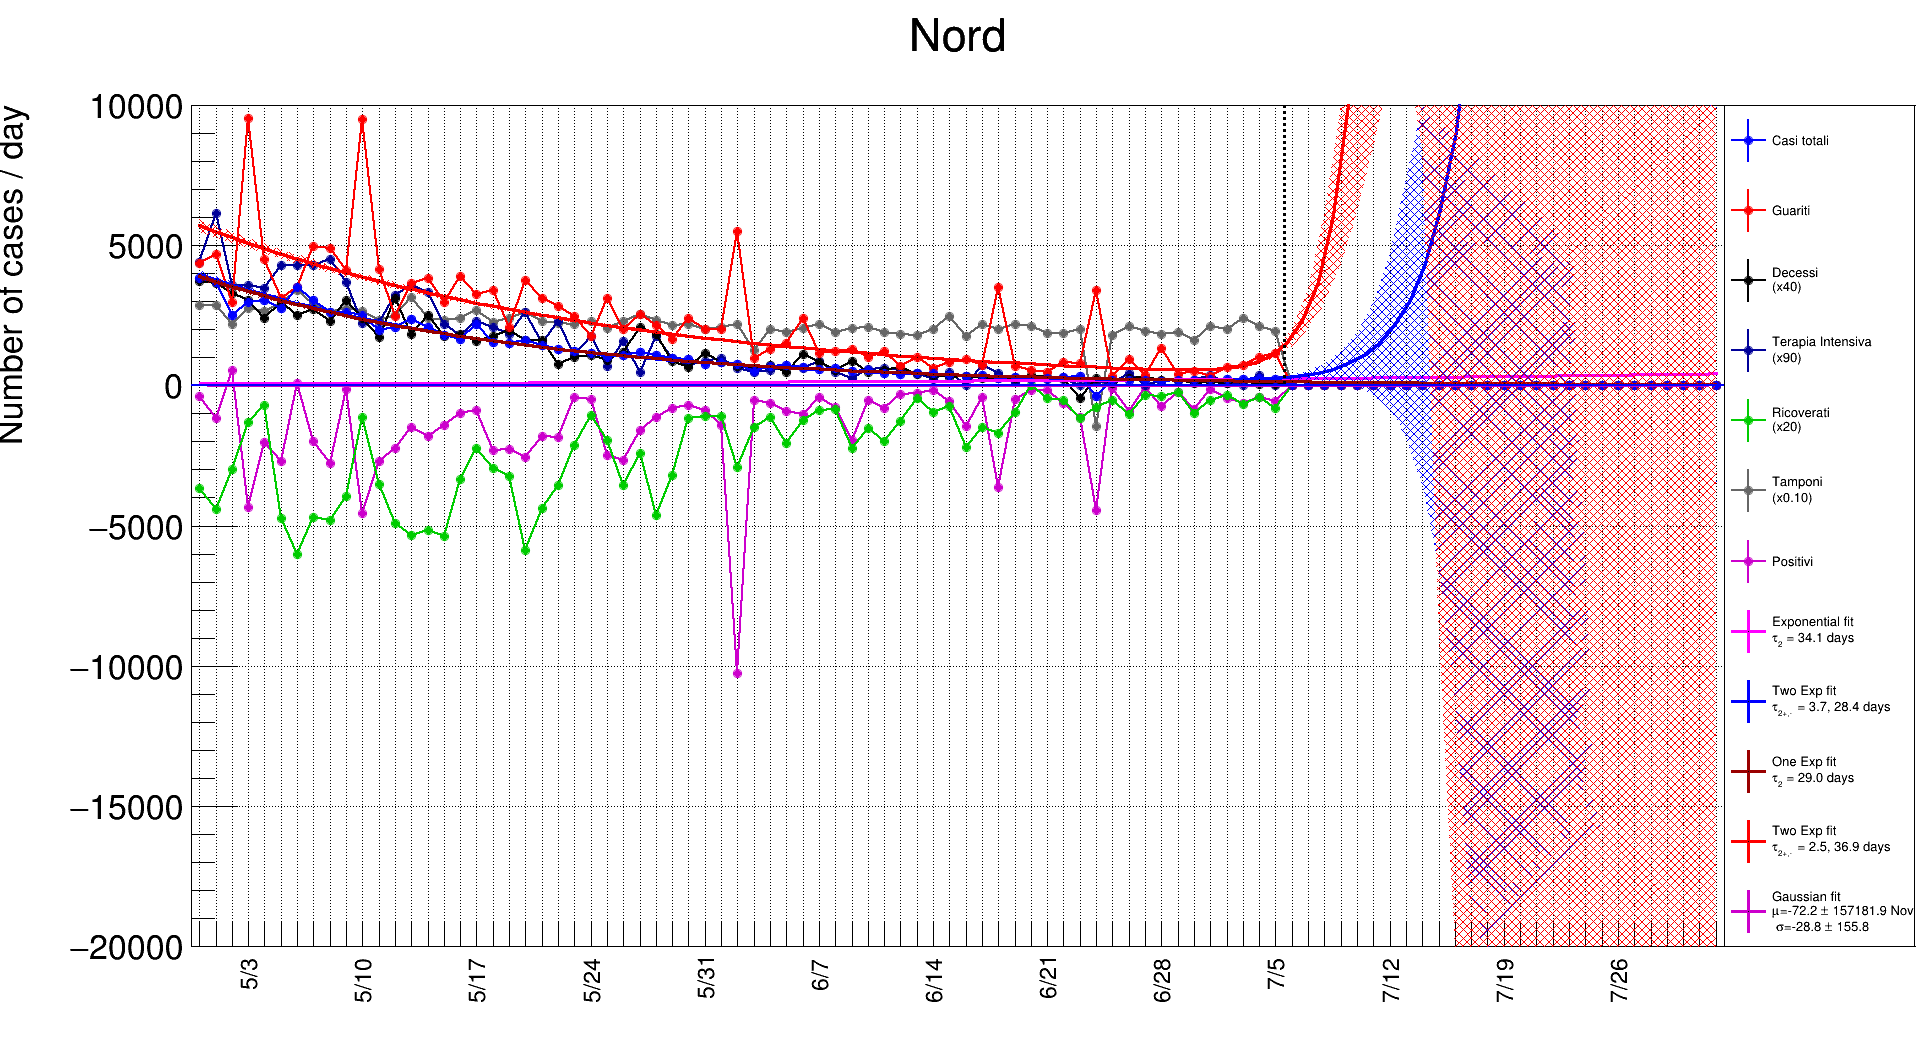 Nord
Number of cases / day
10000
5000
0
−5000
−10000
−15000
−20000
5/3
5/10
5/17
5/24
5/31
6/7
6/14
6/21
6/28
7/5
7/12
7/19
7/26
Casi totali
Guariti
Decessi
(x40)
Terapia Intensiva
(x90)
Ricoverati
(x20)
Tamponi
(x0.10)
Positivi
Exponential fit
τ2 = 34.1 days
Two Exp fit
τ2+,- = 3.7, 28.4 days
One Exp fit
τ2 = 29.0 days
Two Exp fit
τ2+,- = 2.5, 36.9 days
Gaussian fit
μ=-72.2 ± 157181.9 Nov
σ=-28.8 ± 155.8